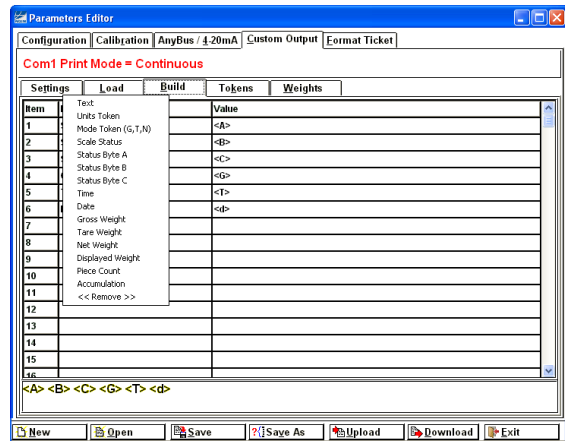 Parameters Editor
Configuration Calibration AnyBus / 4-20mA Custom Output Format Ticket
Com1 Print Mode = Continuous
Settings Load Build Tokens Weights
Item Value
1 <A>
2 <B>
3 <C>
4 <G>
5 <T>
6 <d>
7
8
9
10
11
12
13
14
15
16
Text
Units Token
Mode Token (G,T,N)
Scale Status
Status Byte A
Status Byte B
Status Byte C
Time
Date
Gross Weight
Tare Weight
Net Weight
Displayed Weight
Piece Count
Accumulation
<< Remove >>
<A> <B> <C> <G> <T> <d>
New Open Save Save As Upload Download Exit